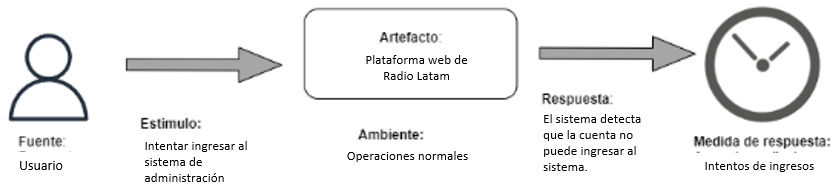 Fuente:
Usuario
Estimulo:
Intentar ingresar al
sistema de
administración
Artefacto:
Plataforma web de
Radio Latam
Ambiente:
Operaciones normales
Respuesta:
El sistema detecta
que la cuenta no
puede ingresar al
sistema.
Medida de respuesta:
Intentos de ingresos